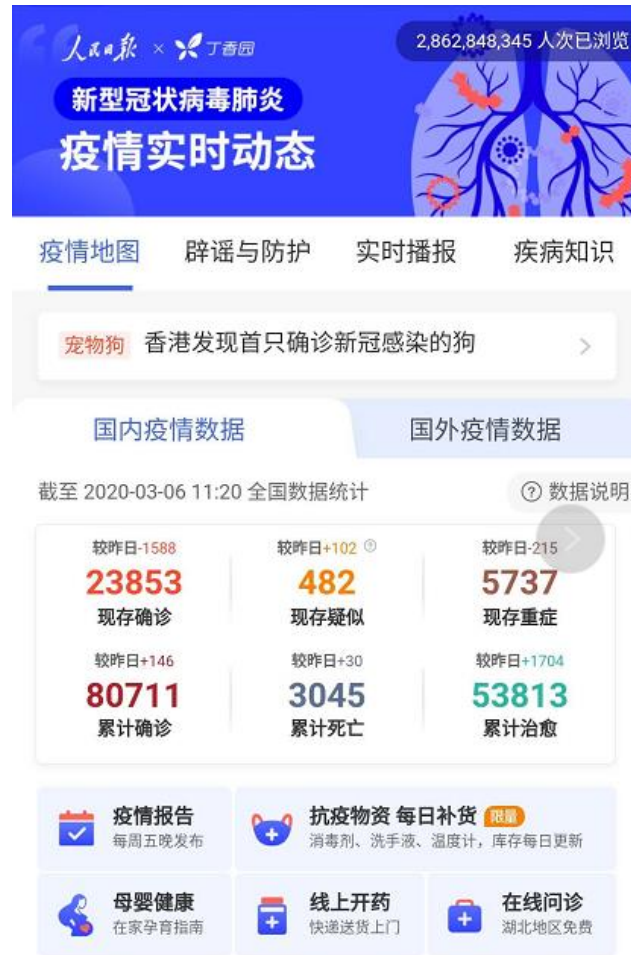 人民日报 × 丁香园
2,862,848,345 人次已浏览
新型冠状病毒肺炎
疫情实时动态
疫情地图 辟谣与防护 实时播报 疾病知识
宠物狗 香港发现首只确诊新冠感染的狗
国内疫情数据 国外疫情数据
截至 2020-03-06 11:20 全国数据统计 数据说明
较昨日-1588 较昨日+102 较昨日-215
23853 482 5737
现存确诊 现存疑似 现存重症
较昨日+146 较昨日+30 较昨日+1704
80711 3045 53813
累计确诊 累计死亡 累计治愈
疫情报告 抗疫物资 每日补货 限量
每周五晚发布 消毒剂、洗手液、温度计，库存每日更新
母婴健康 线上开药 在线问诊
在家孕育指南 快递送货上门 湖北地区免费